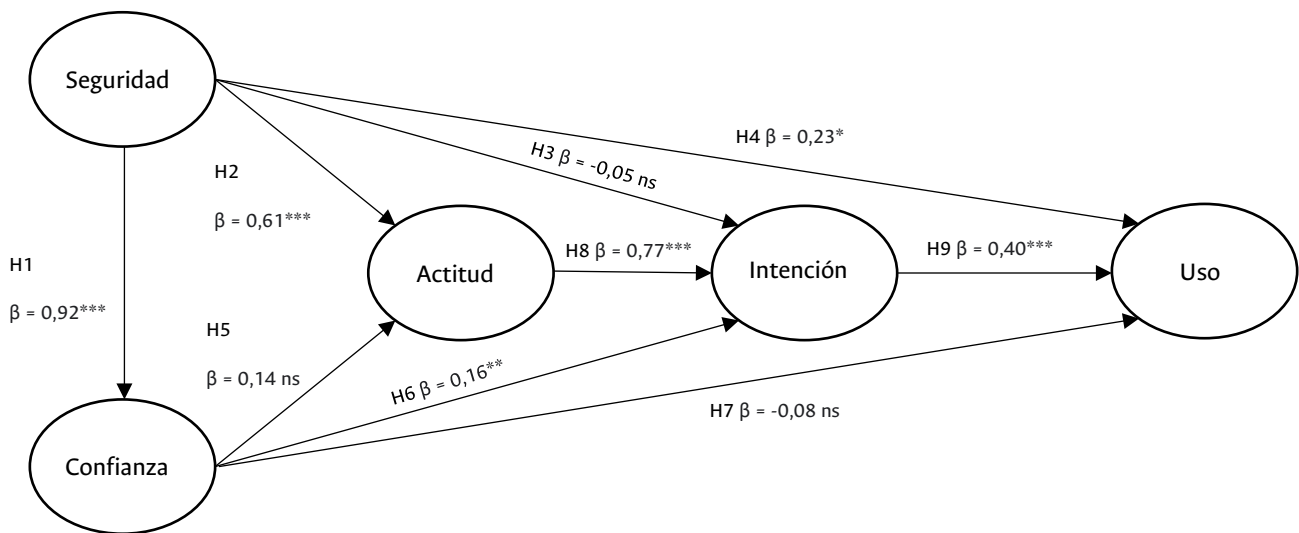 Seguridad
H4 β = 0,23*
H3 β = -0,05 ns
H2
β = 0,61***
H8 β = 0,77***
H9 β = 0,40***
Actitud
Intención
Uso
H1
β = 0,92***
H5
β = 0,14 ns
H6 β = 0,16**
H7 β = -0,08 ns
Confianza